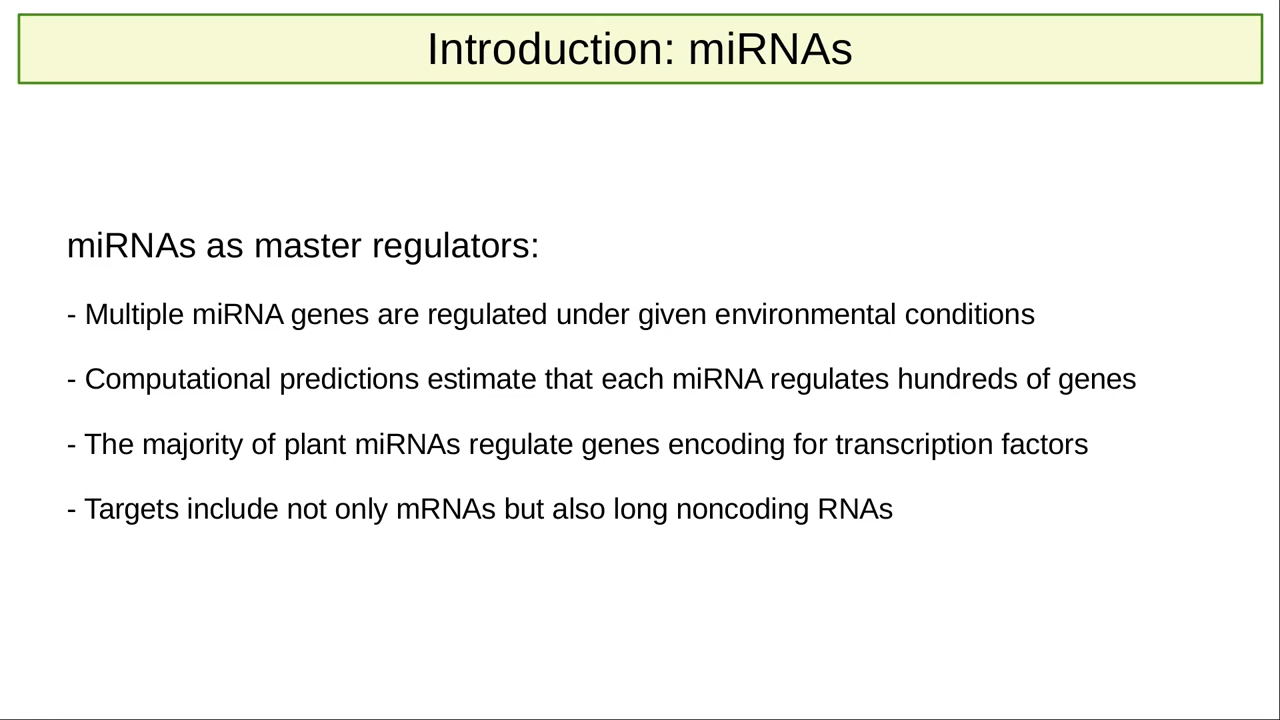 Introduction: miRNAs
miRNAs as master regulators:
- Multiple miRNA genes are regulated under given environmental conditions
- Computational predictions estimate that each miRNA regulates hundreds of genes
- The majority of plant miRNAs regulate genes encoding for transcription factors
- Targets include not only mRNAs but also long noncoding RNAs